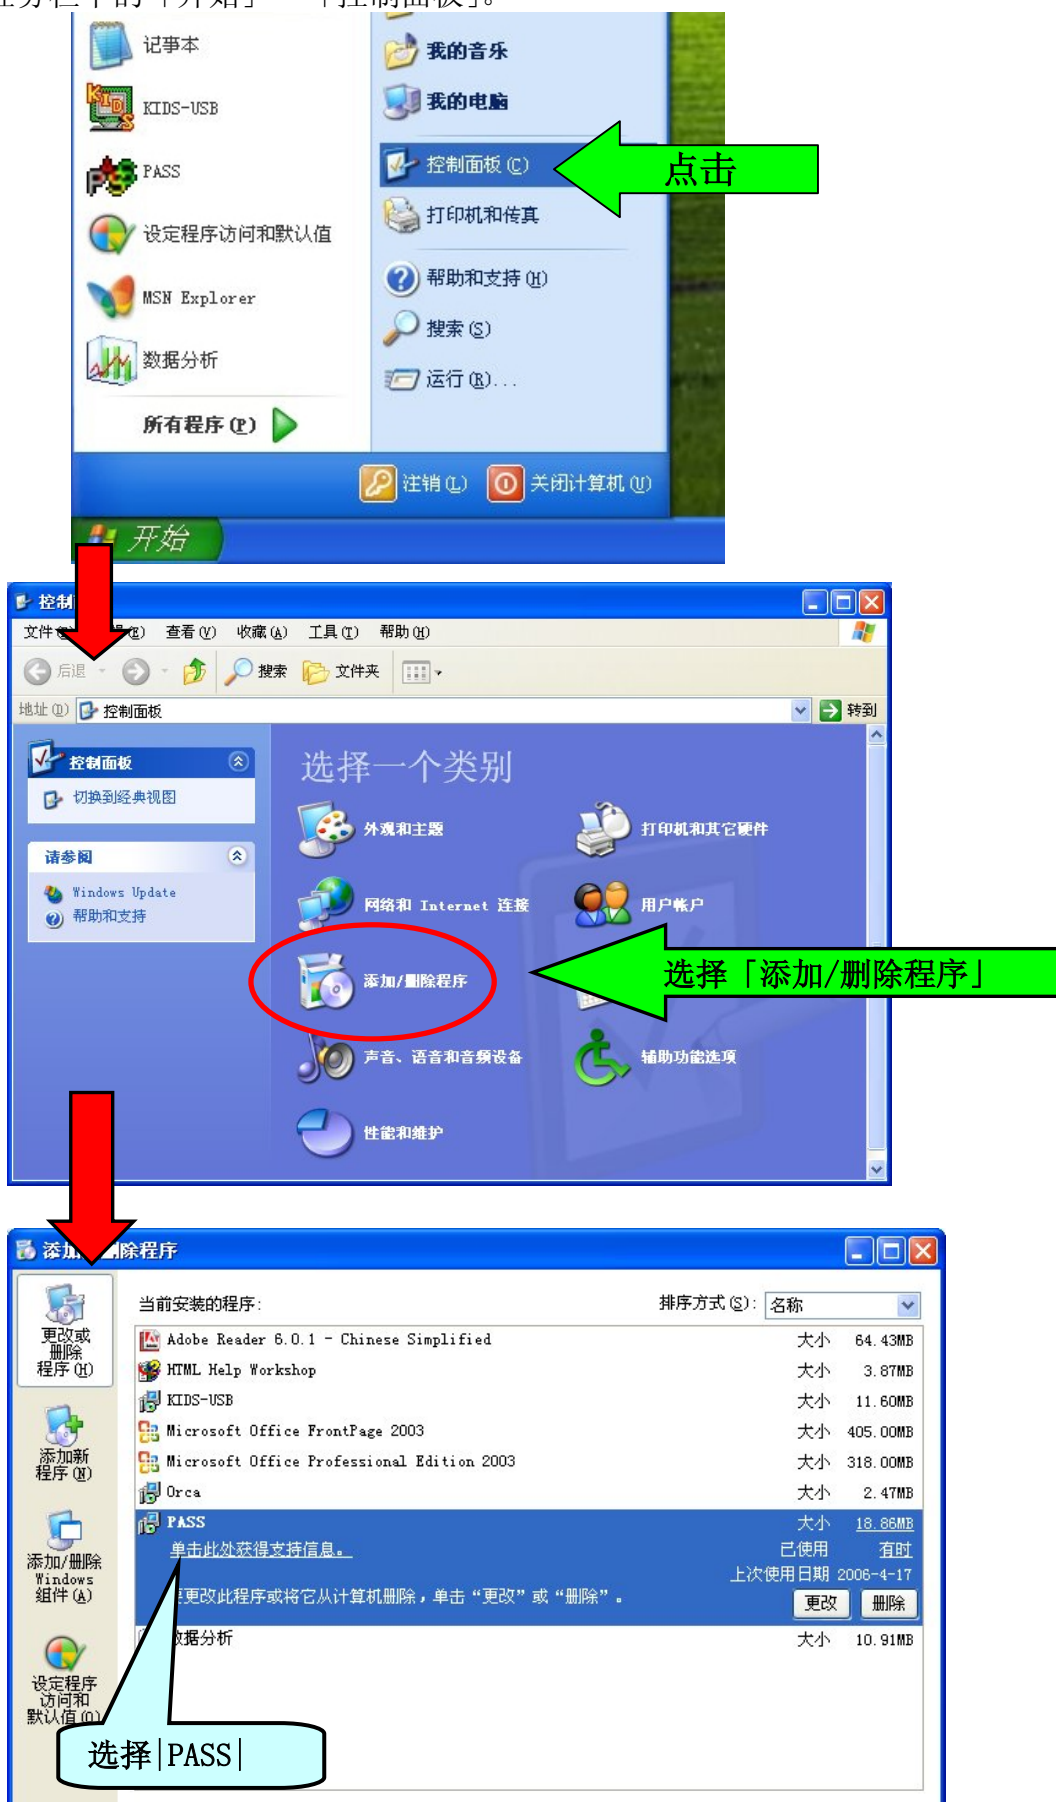 「开始」 「控制面板」。
记事本
KIDS-USB
PASS
设定程序访问和默认值
MSN Explorer
数据分析
所有程序(P)
我的音乐
我的电脑
控制面板(C)
点击
打印机和传真
帮助和支持(H)
搜索(S)
运行(R)...
注销(L) 关闭计算机(U)
开始
控制
文件 查看(V) 收藏(A) 工具(T) 帮助(H)
后退 搜索 文件夹
地址(D) 控制面板 转到
控制面板
切换到经典视图
请参阅
Windows Update
帮助和支持
选择一个类别
外观和主题 打印机和其它硬件
网络和 Internet 连接 用户帐户
添加/删除程序
选择「添加/删除程序」
声音、语音和音频设备 辅助功能选项
性能和维护
添加 除程序
更改或
删除
程序(H)
添加新
程序(N)
添加/删除
Windows
组件(A)
设定程序
访问和
默认值(O)
当前安装的程序: 排序方式(S): 名称
Adobe Reader 6.0.1 - Chinese Simplified 大小 64.43MB
HTML Help Workshop 大小 3.87MB
KIDS-USB 大小 11.60MB
Microsoft Office FrontPage 2003 大小 405.00MB
Microsoft Office Professional Edition 2003 大小 318.00MB
Orca 大小 2.47MB
PASS 大小 18.86MB
单击此处获得支持信息。 已使用 有时
上次使用日期 2006-4-17
更改此程序或将它从计算机删除，单击“更改”或“删除”。 更改 删除
数据分析 大小 10.91MB
选择|PASS|